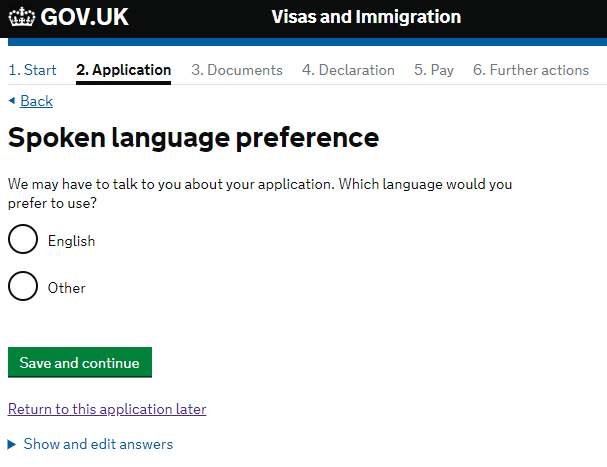 GOV.UK
Visas and Immigration
1. Start 2. Application 3. Documents 4. Declaration 5. Pay 6. Further actions
Back
Spoken language preference
We may have to talk to you about your application. Which language would you
prefer to use?
English
Other
Save and continue
Return to this application later
Show and edit answers